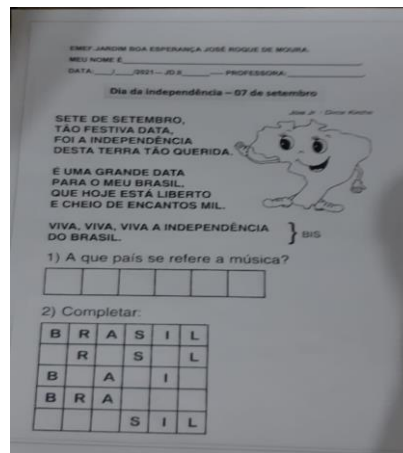 EMEF JARDIM BOA ESPERANÇA JOSÉ ROQUE DE MOURA.
MEU NOME É
DATA: / /2021
PROFESSORA:
Dia da independência – 07 de setembro
SETE DE SETEMBRO,
TÃO FESTIVA DATA,
FOI A INDEPENDÊNCIA
DESTA TERRA TÃO QUERIDA.
É UMA GRANDE DATA
PARA O MEU BRASIL,
QUE HOJE ESTÁ LIBERTO
E CHEIO DE ENCANTOS MIL.
VIVA, VIVA, VIVA A INDEPENDÊNCIA
DO BRASIL.
BIS
1) A que país se refere a música?
2) Completar:
B R A S I L
R S L
B A I
B R A
S I L